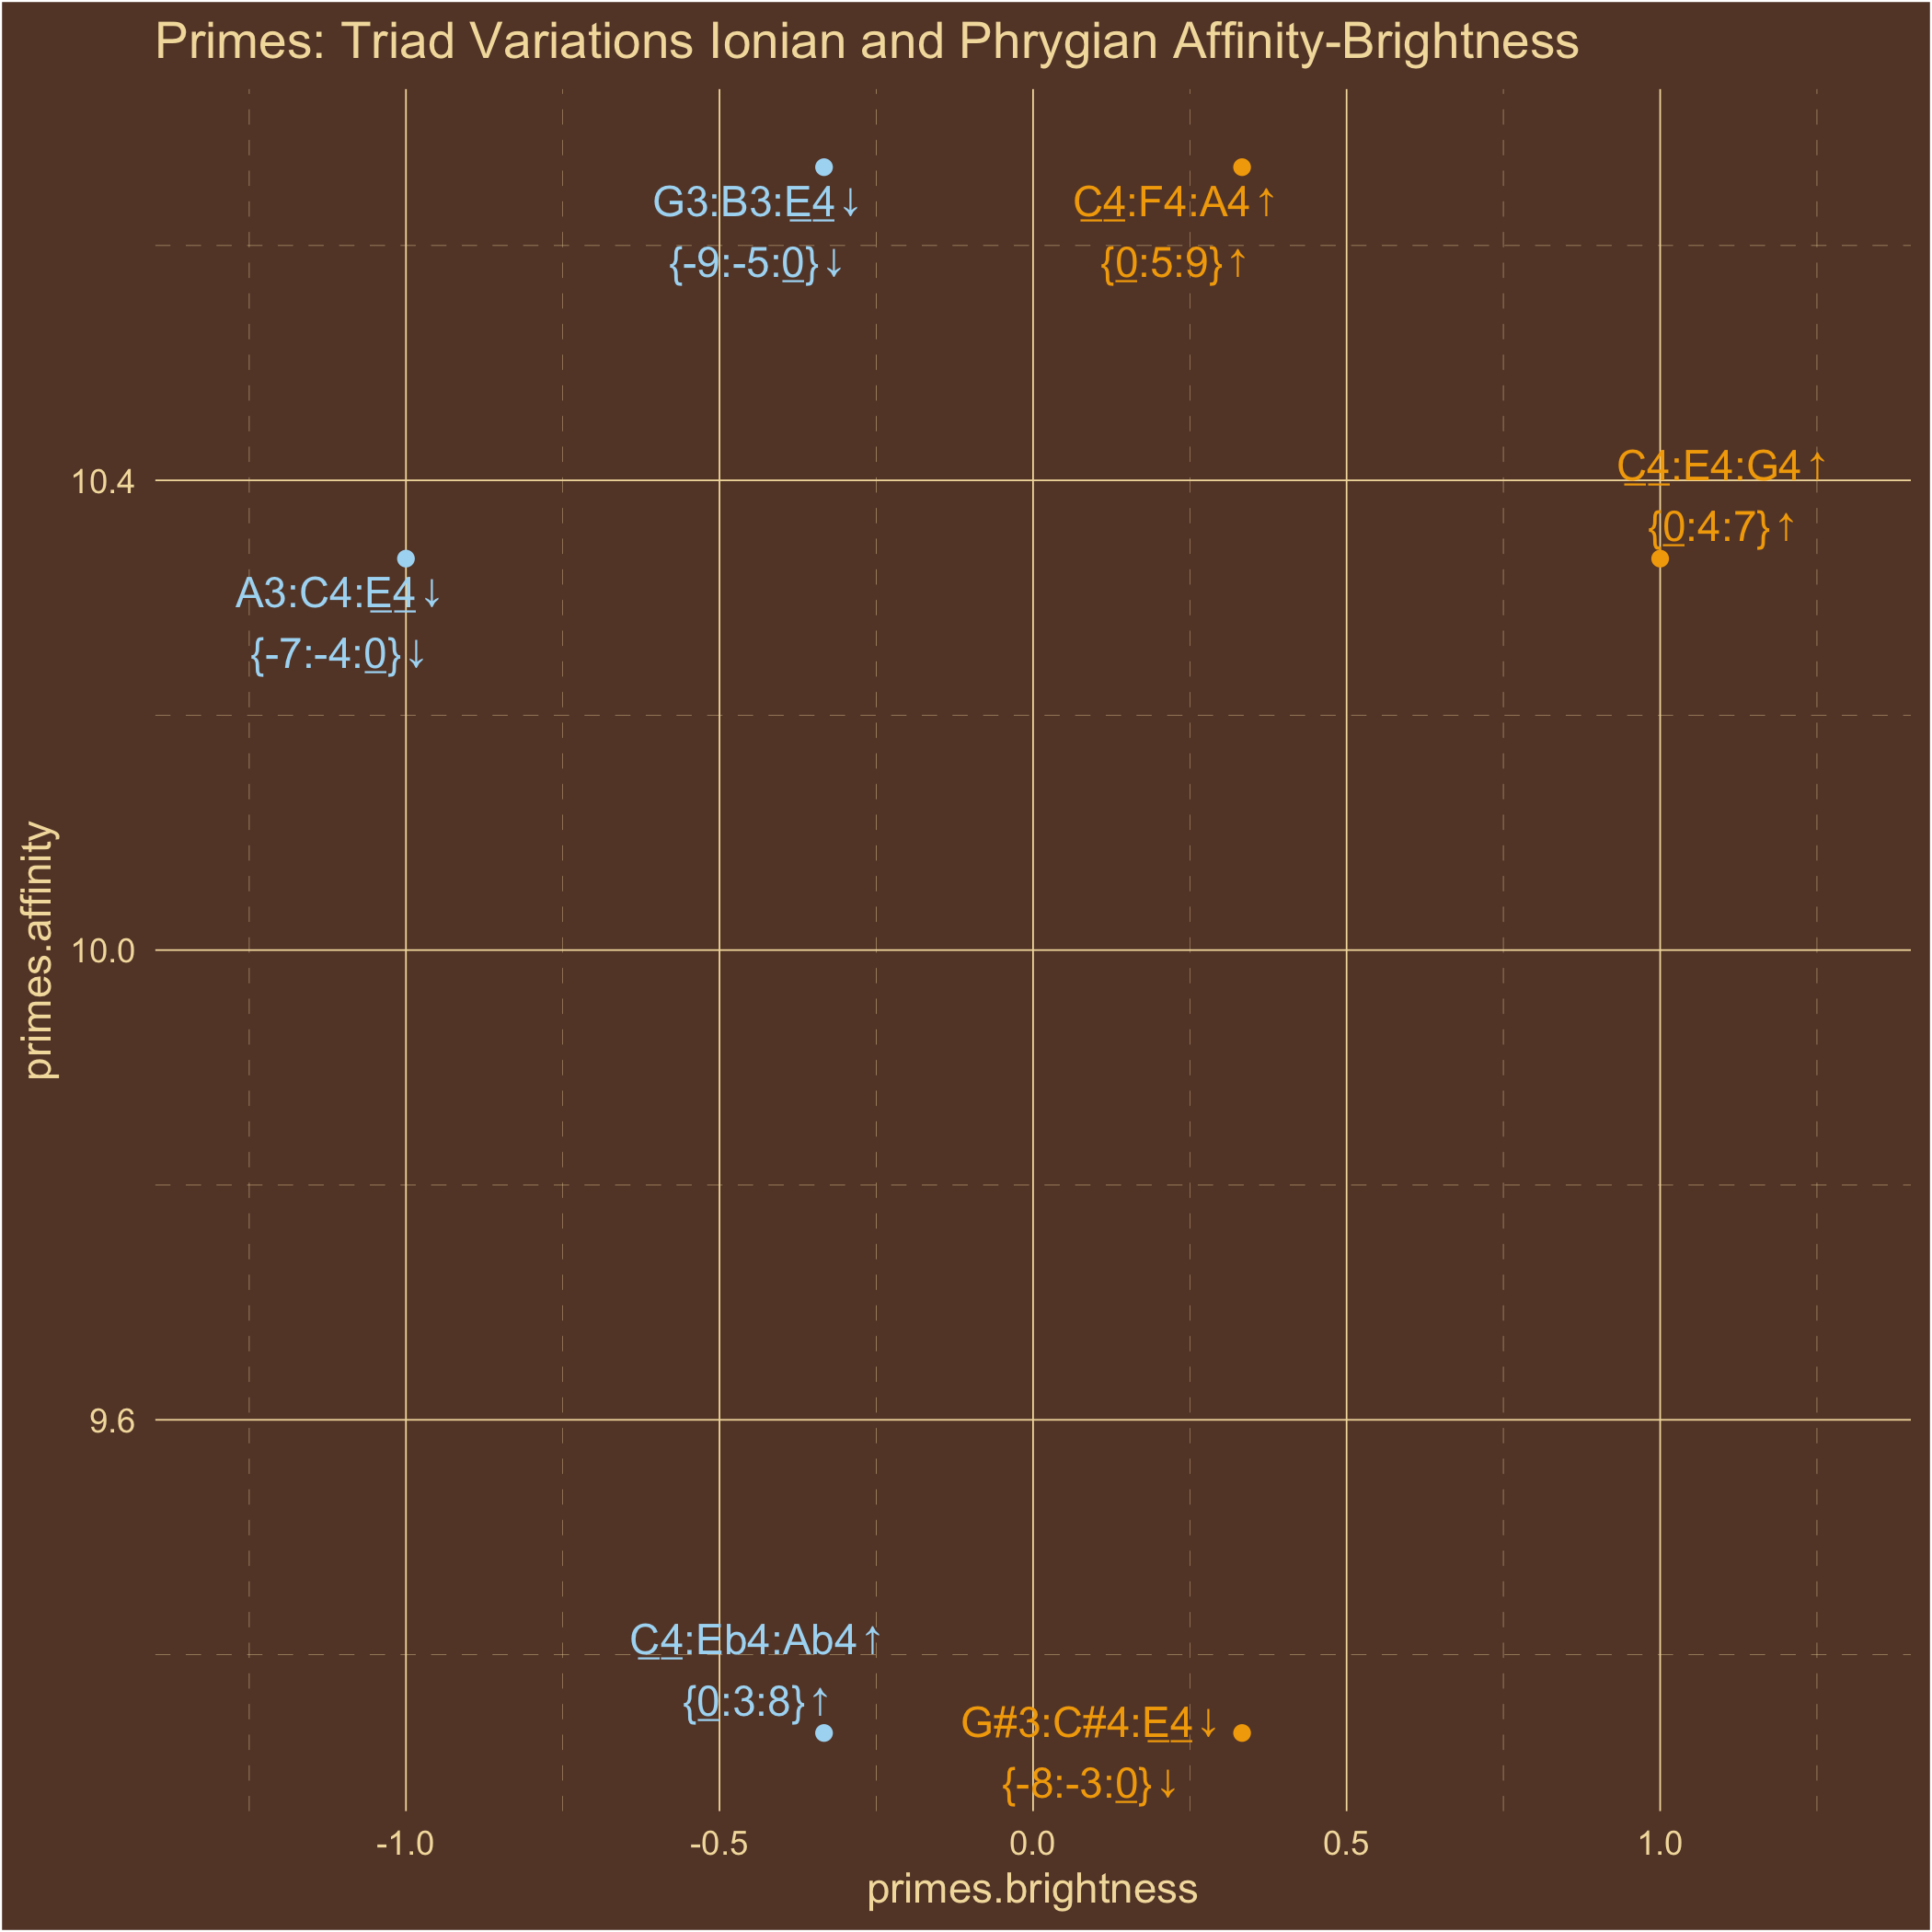 Primes: Triad Variations Ionian and Phrygian Affinity-Brightness
G3:B3:E4↓
{-9:-5:0}↓
C4:F4:A4↑
{0:5:9}↑
C4:E4:G4↑
{0:4:7}↑
10.4
A3:C4:E4↓
{-7:-4:0}↓
primes.affinity
10.0
9.6
C4:Eb4:Ab4↑
{0:3:8}↑
G#3:C#4:E4↓
{-8:-3:0}↓
-1.0
-0.5
0.0
0.5
1.0
primes.brightness